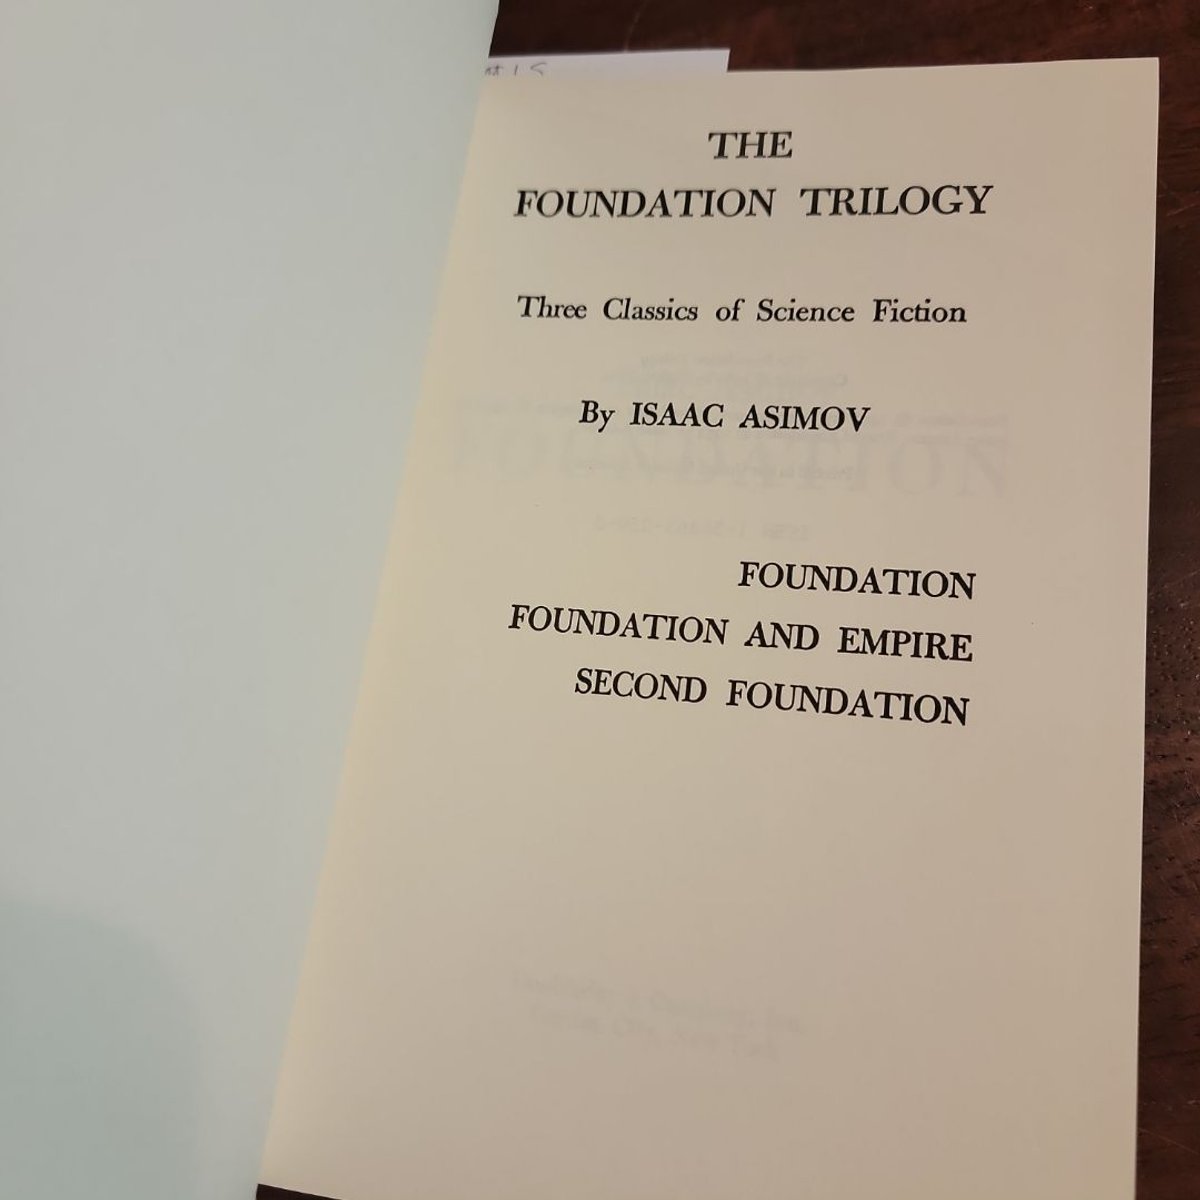 THE
FOUNDATION TRILOGY
Three Classics of Science Fiction
By ISAAC ASIMOV
FOUNDATION
FOUNDATION AND EMPIRE
SECOND FOUNDATION